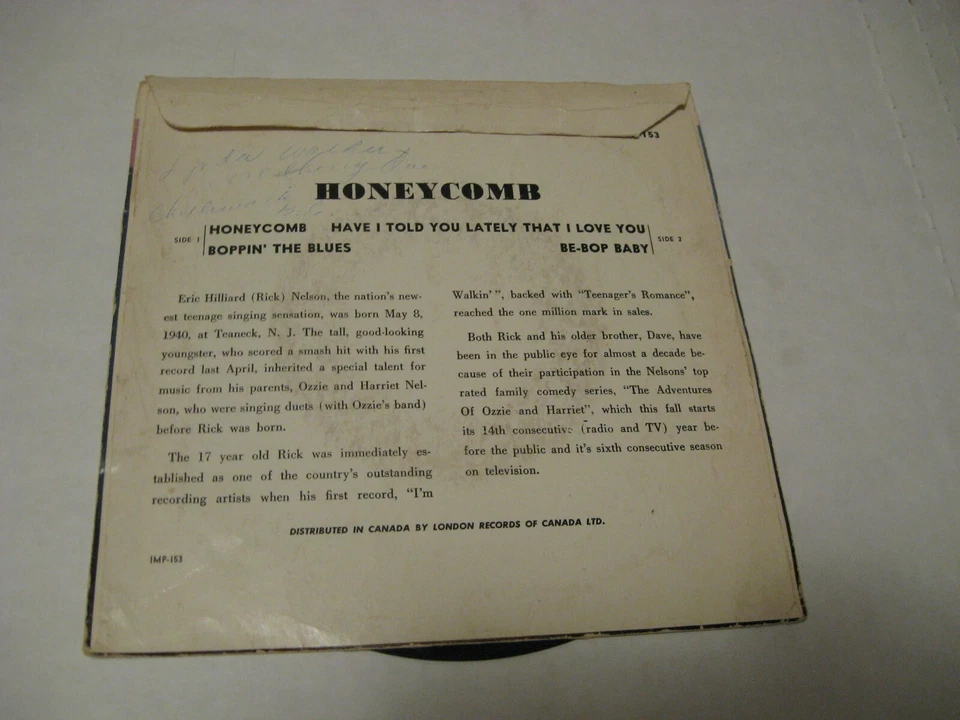 153
HONEYCOMB
SIDE 1 HONEYCOMB HAVE I TOLD YOU LATELY THAT I LOVE YOU SIDE 2
BOPPIN' THE BLUES BE-BOP BABY
Eric Hilliard (Rick) Nelson, the nation's new-
est teenage singing sensation, was born May 8,
1940, at Teaneck, N. J. The tall, good-looking
youngster, who scored a smash hit with his first
record last April, inherited a special talent for
music from his parents, Ozzie and Harriet Nel-
son, who were singing duets (with Ozzie's band)
before Rick was born.
The 17 year old Rick was immediately es-
tablished as one of the country's outstanding
recording artists when his first record, "I'm
Walkin'", backed with "Teenager's Romance",
reached the one million mark in sales.
Both Rick and his older brother, Dave, have
been in the public eye for almost a decade be-
cause of their participation in the Nelsons' top
rated family comedy series, "The Adventures
Of Ozzie and Harriet", which this fall starts
its 14th consecutive (radio and TV) year be-
fore the public and it's sixth consecutive season
on television.
DISTRIBUTED IN CANADA BY LONDON RECORDS OF CANADA LTD.
IMP-153